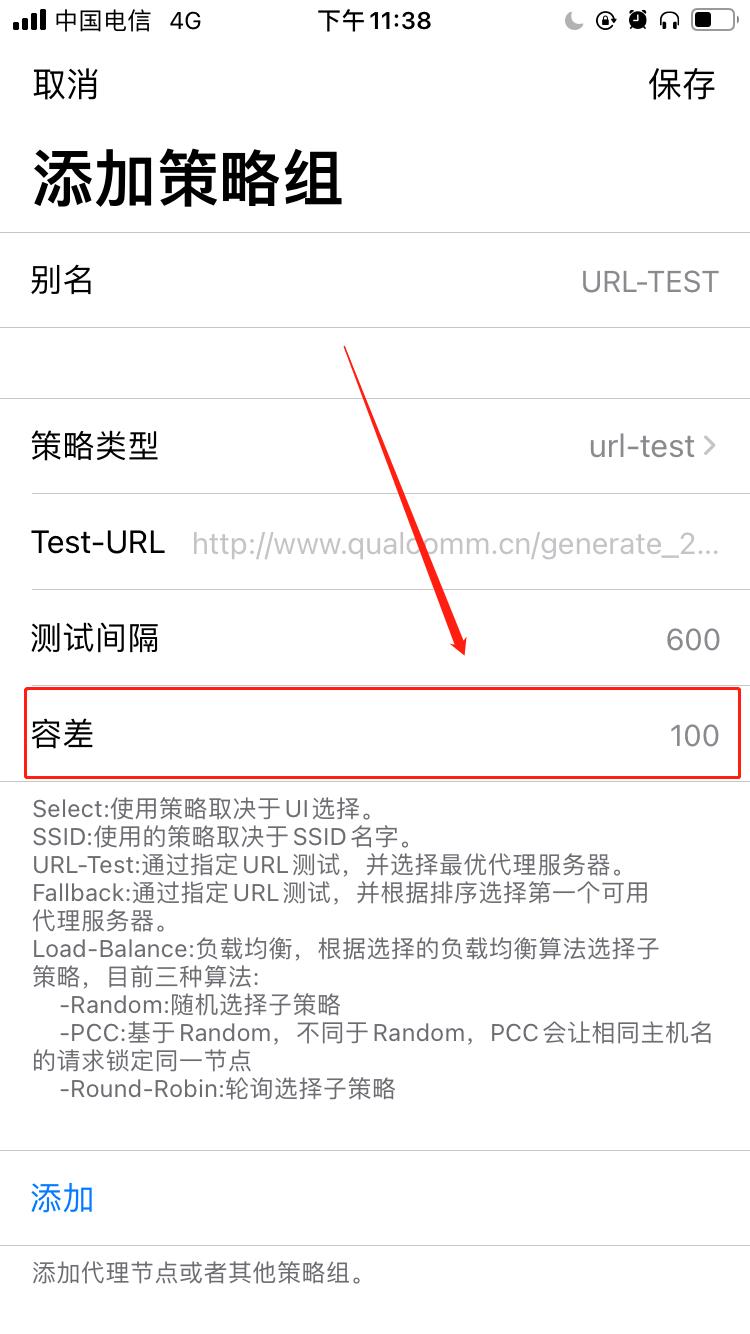 中国电信 4G 下午11:38
取消 保存
添加策略组
别名 URL-TEST
策略类型 url-test
Test-URL http://www.qualcomm.cn/generate_2...
测试间隔 600
容差 100
Select:使用策略取决于UI选择。
SSID:使用的策略取决于SSID名字。
URL-Test:通过指定URL测试，并选择最优代理服务器。
Fallback:通过指定URL测试，并根据排序选择第一个可用
代理服务器。
Load-Balance:负载均衡，根据选择的负载均衡算法选择子
策略，目前三种算法:
-Random:随机选择子策略
-PCC:基于Random，不同于Random，PCC会让相同主机名
的请求锁定同一节点
-Round-Robin:轮询选择子策略
添加
添加代理节点或者其他策略组。